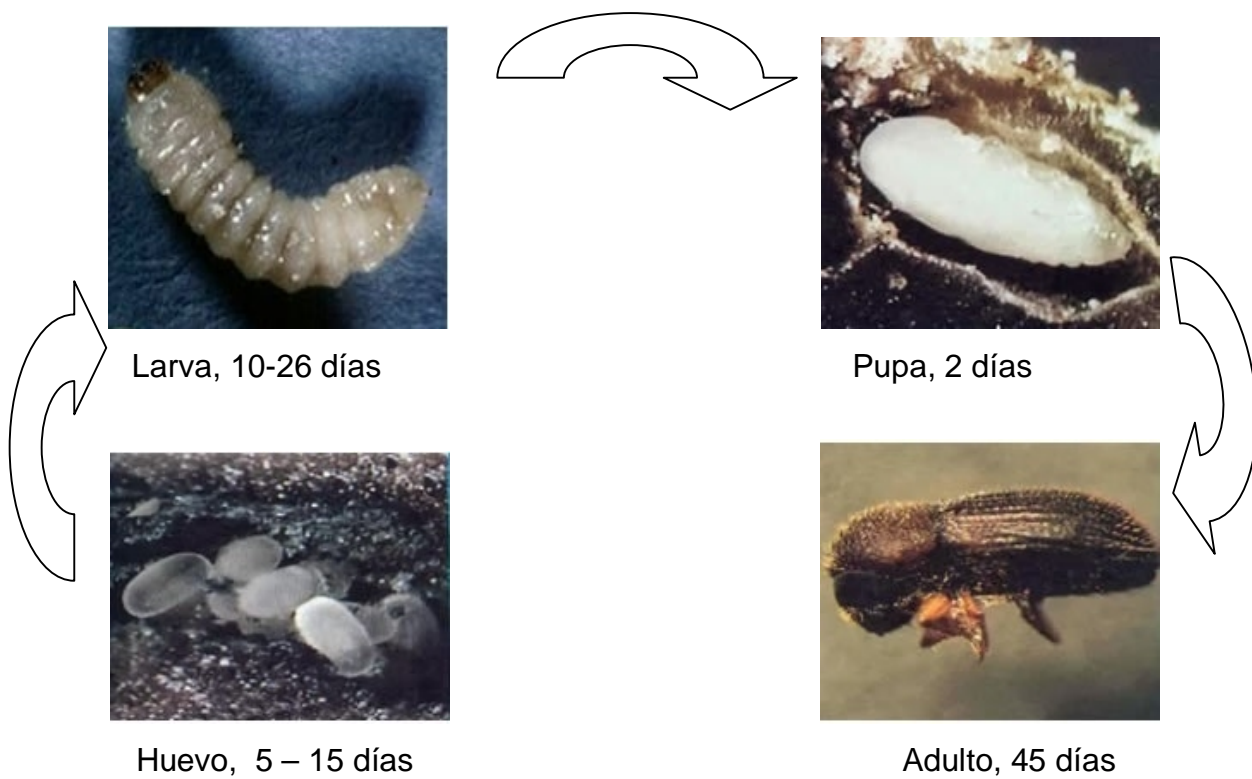 Larva, 10-26 días
Pupa, 2 días
Huevo, 5 – 15 días
Adulto, 45 días